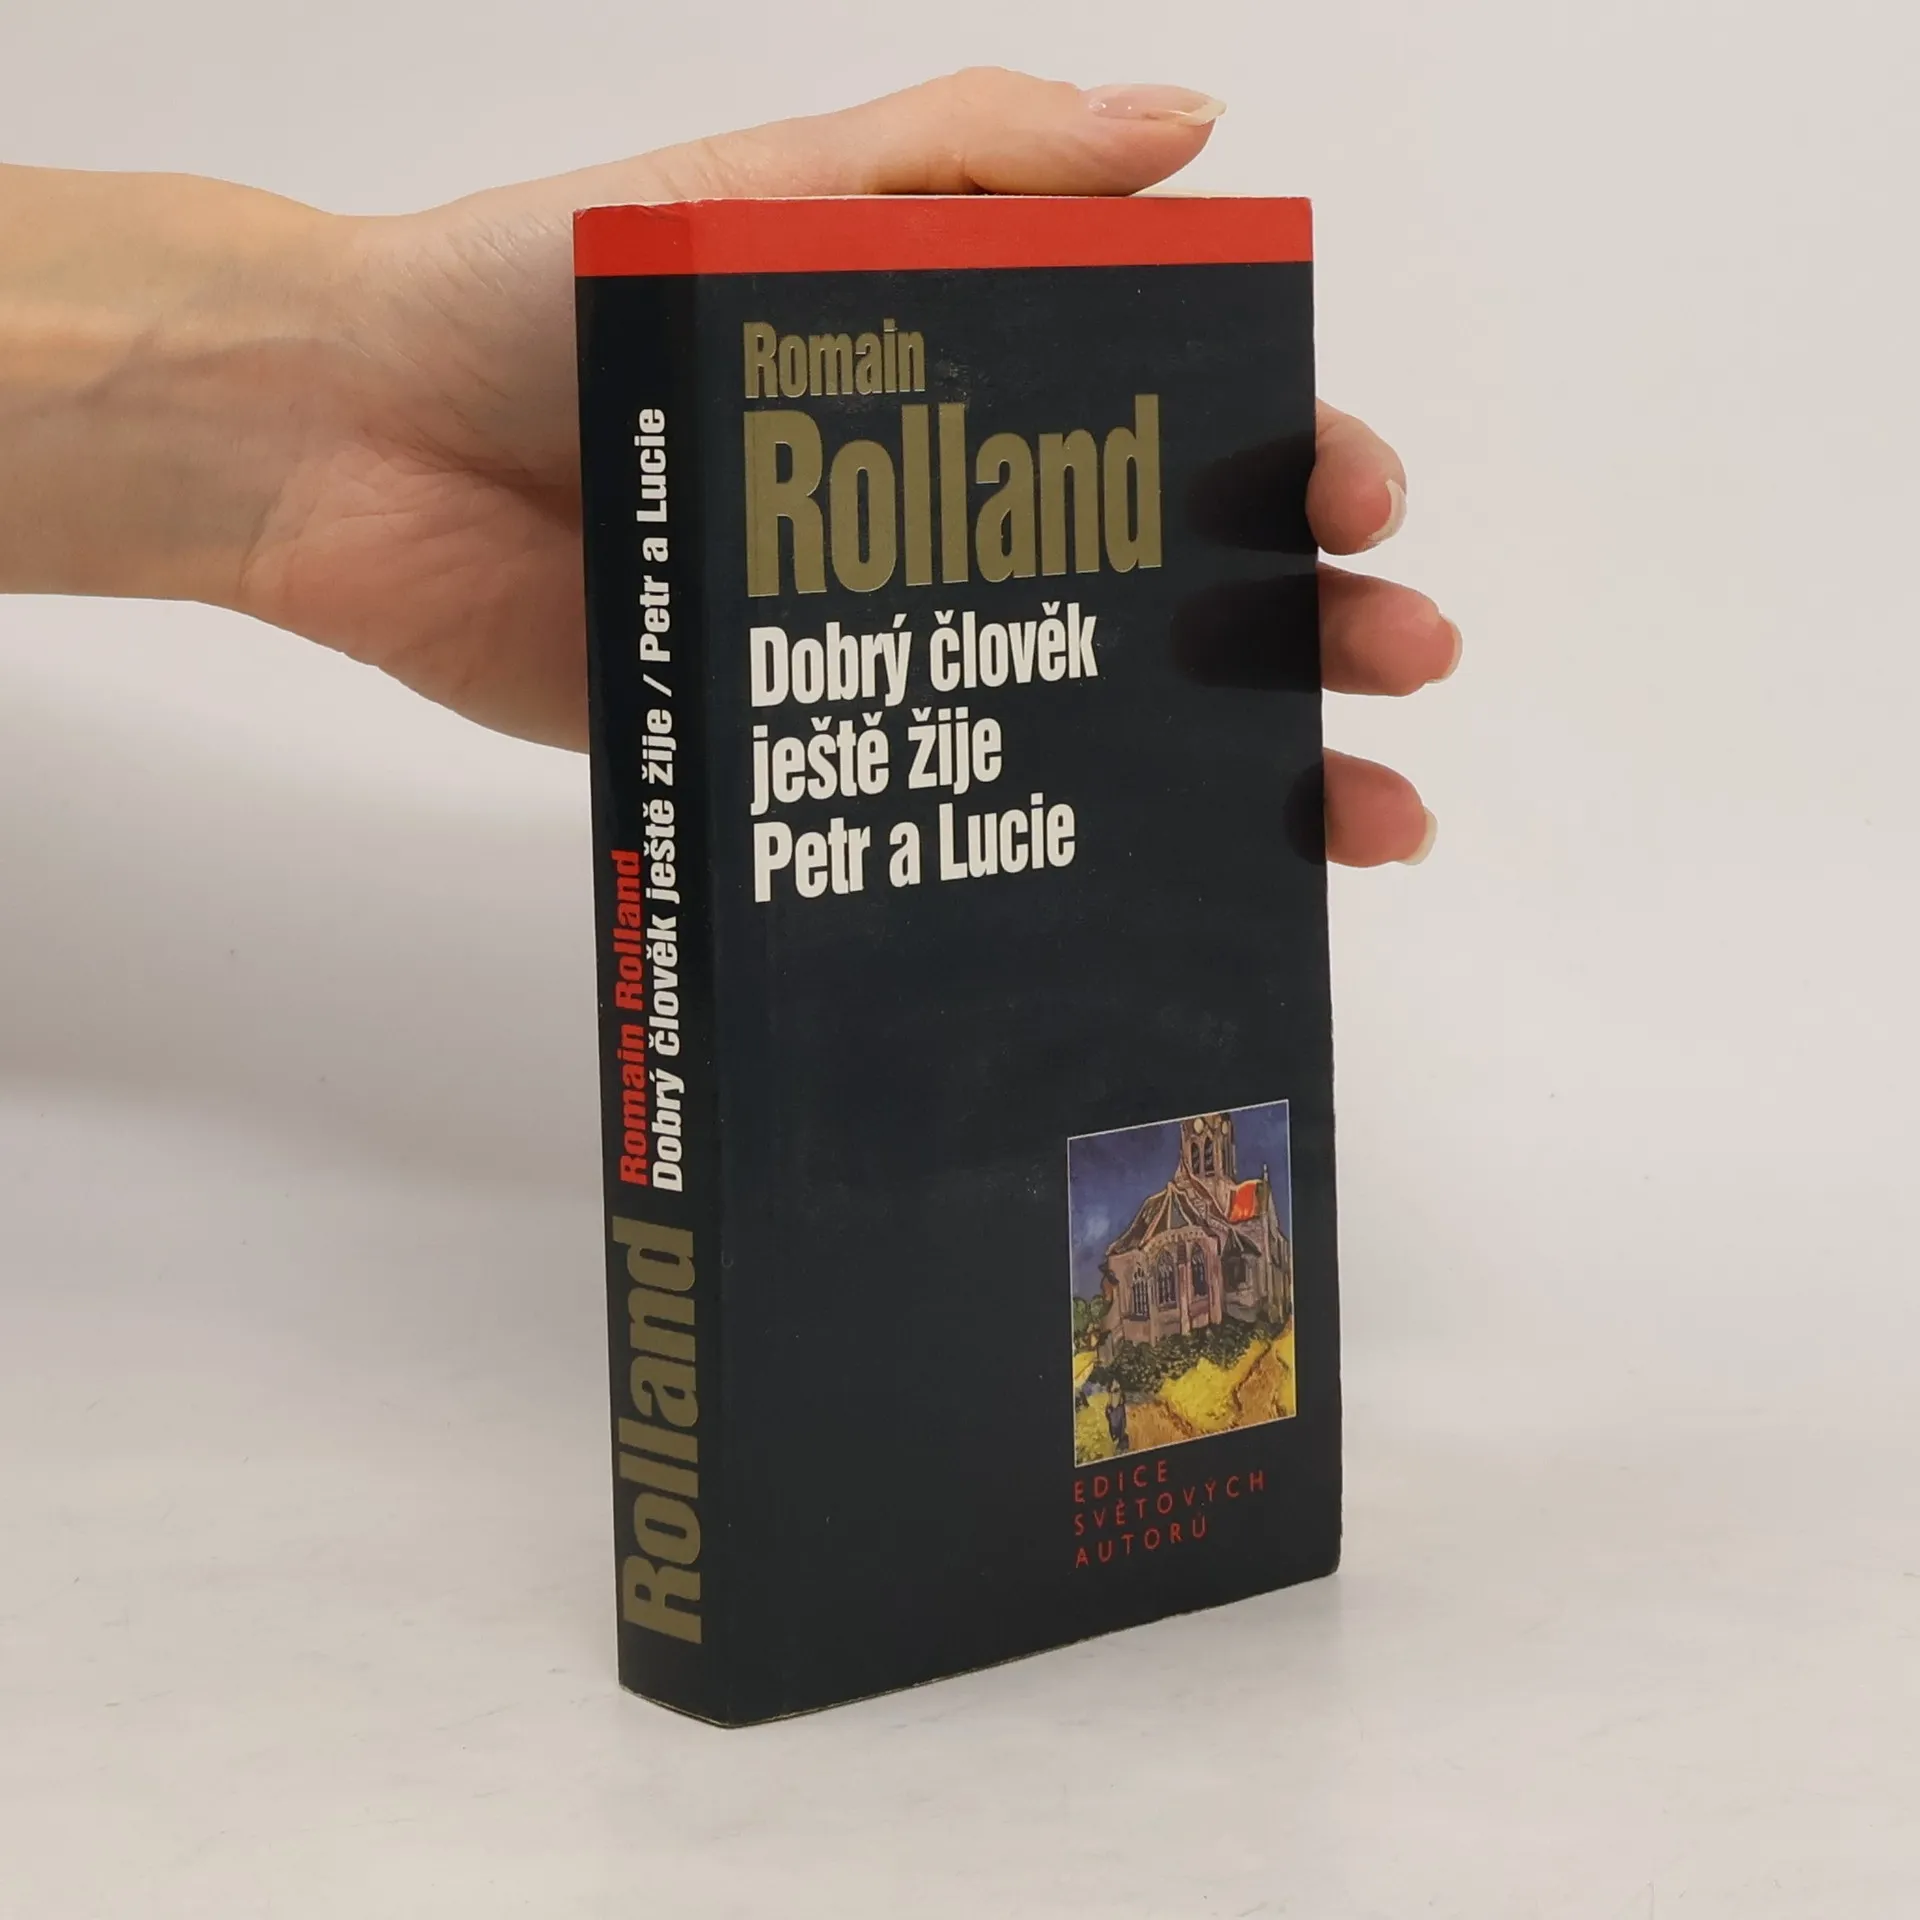 Romain
Rolland
Dobrý člověk
ještě žije
Petr a Lucie
EDICE
SVĚTOVÝCH
AUTORŮ
Romain Rolland
Dobrý člověk ještě žije / Petr a Lucie
Rolland